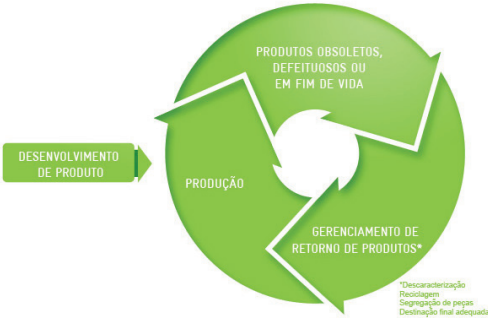 PRODUTOS OBSOLETOS,
DEFEITUOSOS OU
EM FIM DE VIDA
DESENVOLVIMENTO
DE PRODUTO
PRODUÇÃO
GERENCIAMENTO DE
RETORNO DE PRODUTOS*
*Descaracterização
Reciclagem
Segregação de peças
Destinação final adequada